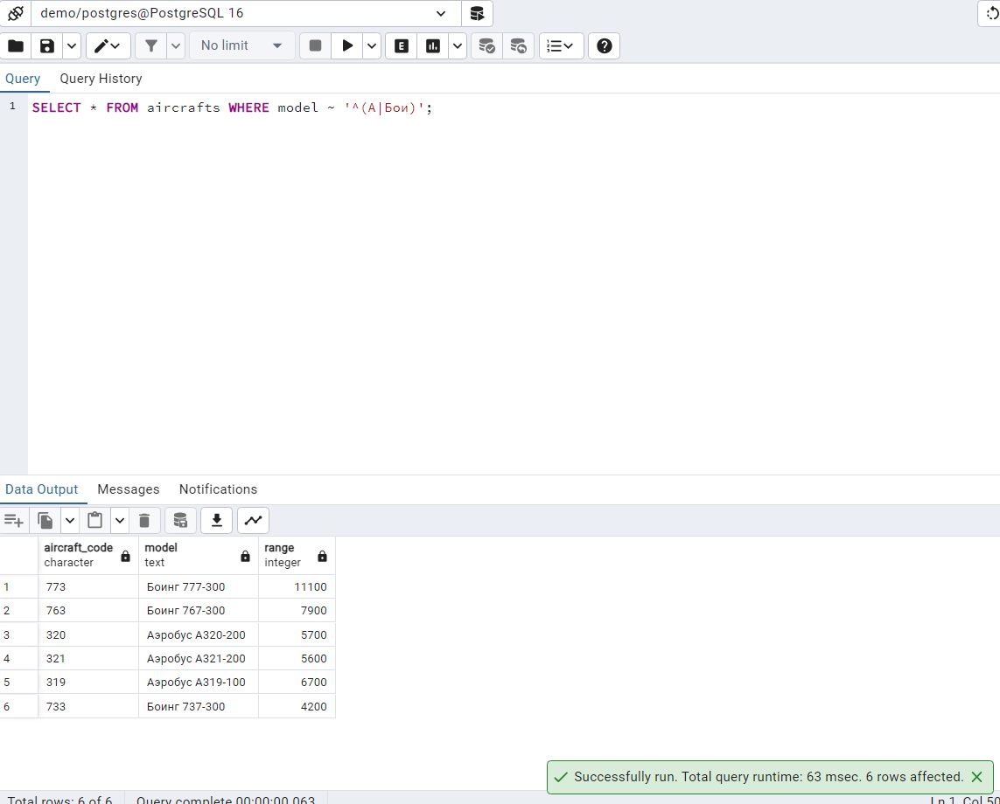 demo/postgres@PostgreSQL 16
No limit
E
Query Query History
1 SELECT * FROM aircrafts WHERE model ~ '^(А|Бои)';
Data Output Messages Notifications
aircraft_code model range
character text integer
1 773 Боинг 777-300 11100
2 763 Боинг 767-300 7900
3 320 Аэробус A320-200 5700
4 321 Аэробус A321-200 5600
5 319 Аэробус A319-100 6700
6 733 Боинг 737-300 4200
Successfully run. Total query runtime: 63 msec. 6 rows affected.
Total rows: 6 of 6 Query complete 00:00:00.063 Ln 1, Col 50